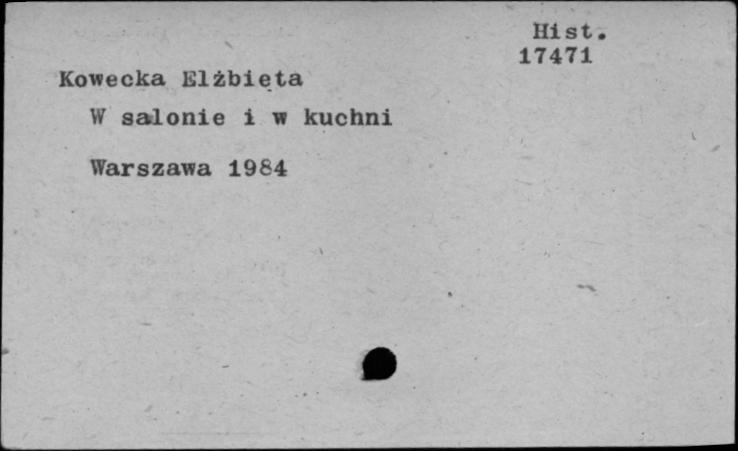 Hist.
17471
Kowecka Elżbieta
W salonie i w kuchni
Warszawa 1984